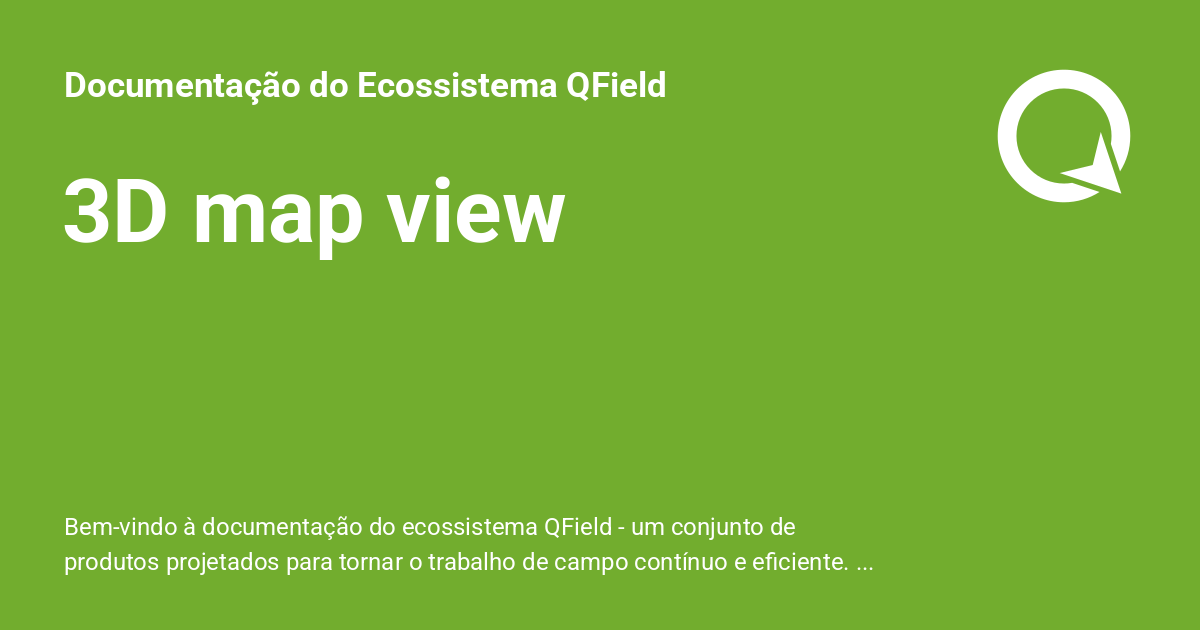 Documentação do Ecossistema QField
3D map view
Bem-vindo à documentação do ecossistema QField - um conjunto de
produtos projetados para tornar o trabalho de campo contínuo e eficiente. ...